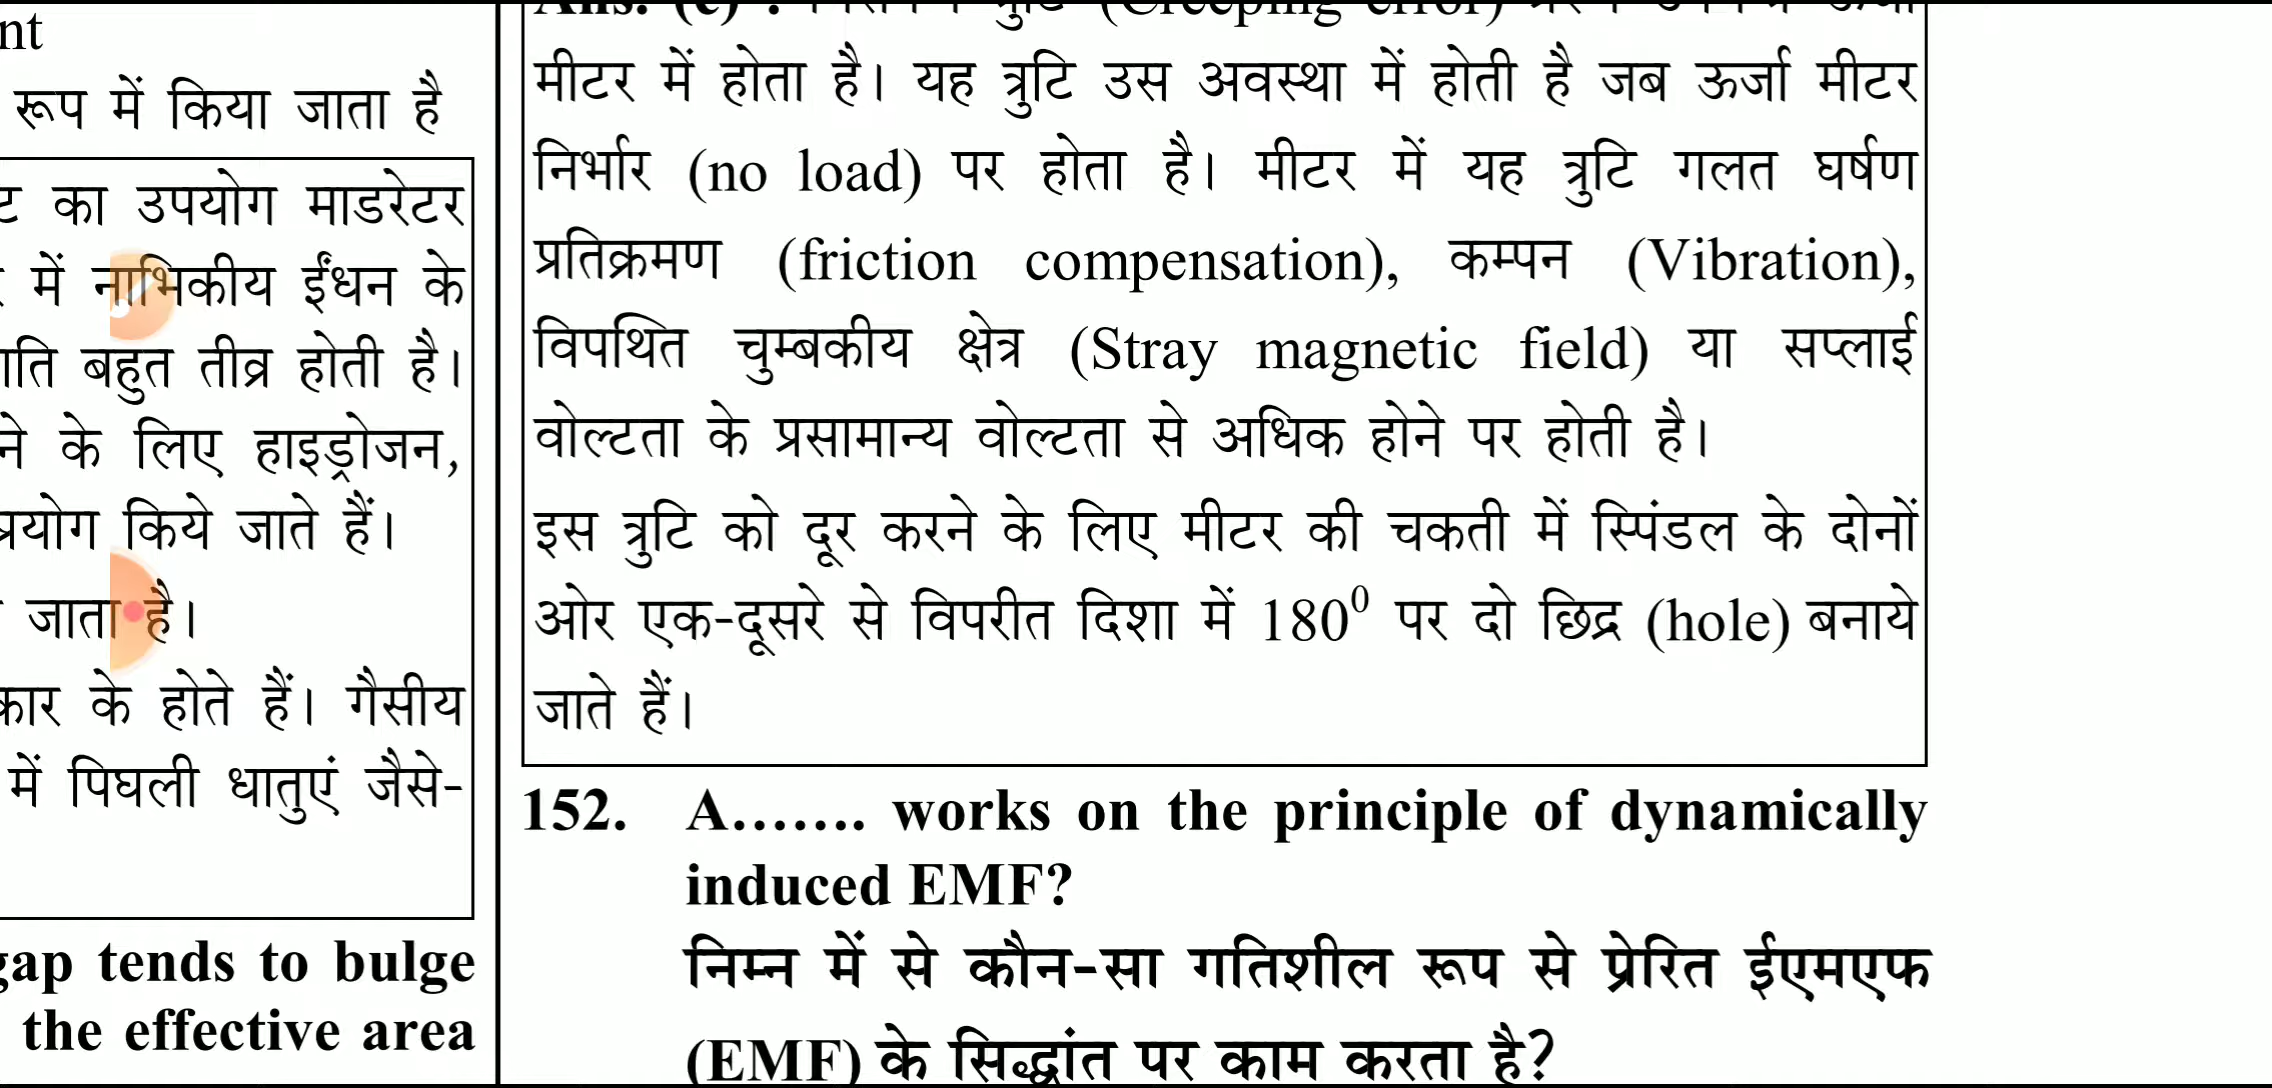 nt
रूप में किया जाता है
ट का उपयोग माडरेटर
में नाभिकीय ईंधन के
गति बहुत तीव्र होती है।
ने के लिए हाइड्रोजन,
प्रयोग किये जाते हैं।
जाता है।
कार के होते हैं। गैसीय
में पिघली धातुएं जैसे-
gap tends to bulge
the effective area
Ans. (c) : त्रुटि (Creeping error)
मीटर में होता है। यह त्रुटि उस अवस्था में होती है जब ऊर्जा मीटर
निर्भार (no load) पर होता है। मीटर में यह त्रुटि गलत घर्षण
प्रतिक्रमण (friction compensation), कम्पन (Vibration),
विपथित चुम्बकीय क्षेत्र (Stray magnetic field) या सप्लाई
वोल्टता के प्रसामान्य वोल्टता से अधिक होने पर होती है।
इस त्रुटि को दूर करने के लिए मीटर की चकती में स्पिंडल के दोनों
ओर एक-दूसरे से विपरीत दिशा में 180⁰ पर दो छिद्र (hole) बनाये
जाते हैं।
152. A....... works on the principle of dynamically
induced EMF?
निम्न में से कौन-सा गतिशील रूप से प्रेरित ईएमएफ
(EMF) के सिद्धांत पर काम करता है?